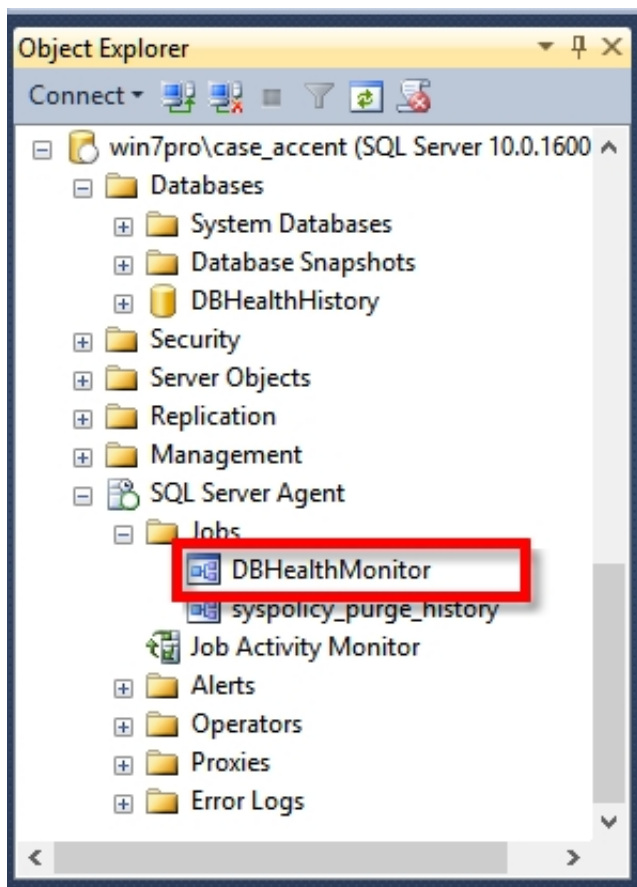 Object Explorer
Connect
win7pro\case_accent (SQL Server 10.0.1600
Databases
System Databases
Database Snapshots
DBHealthHistory
Security
Server Objects
Replication
Management
SQL Server Agent
Jobs
DBHealthMonitor
syspolicy_purge_history
Job Activity Monitor
Alerts
Operators
Proxies
Error Logs